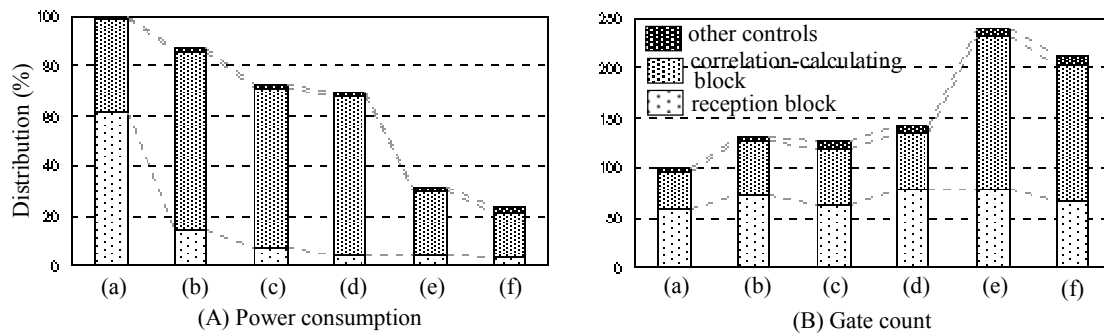 Distribution (%)
100
80
60
40
20
0
(a) (b) (c) (d) (e) (f)
(A) Power consumption
250
200
150
100
50
0
other controls
correlation-calculating
block
reception block
(a) (b) (c) (d) (e) (f)
(B) Gate count